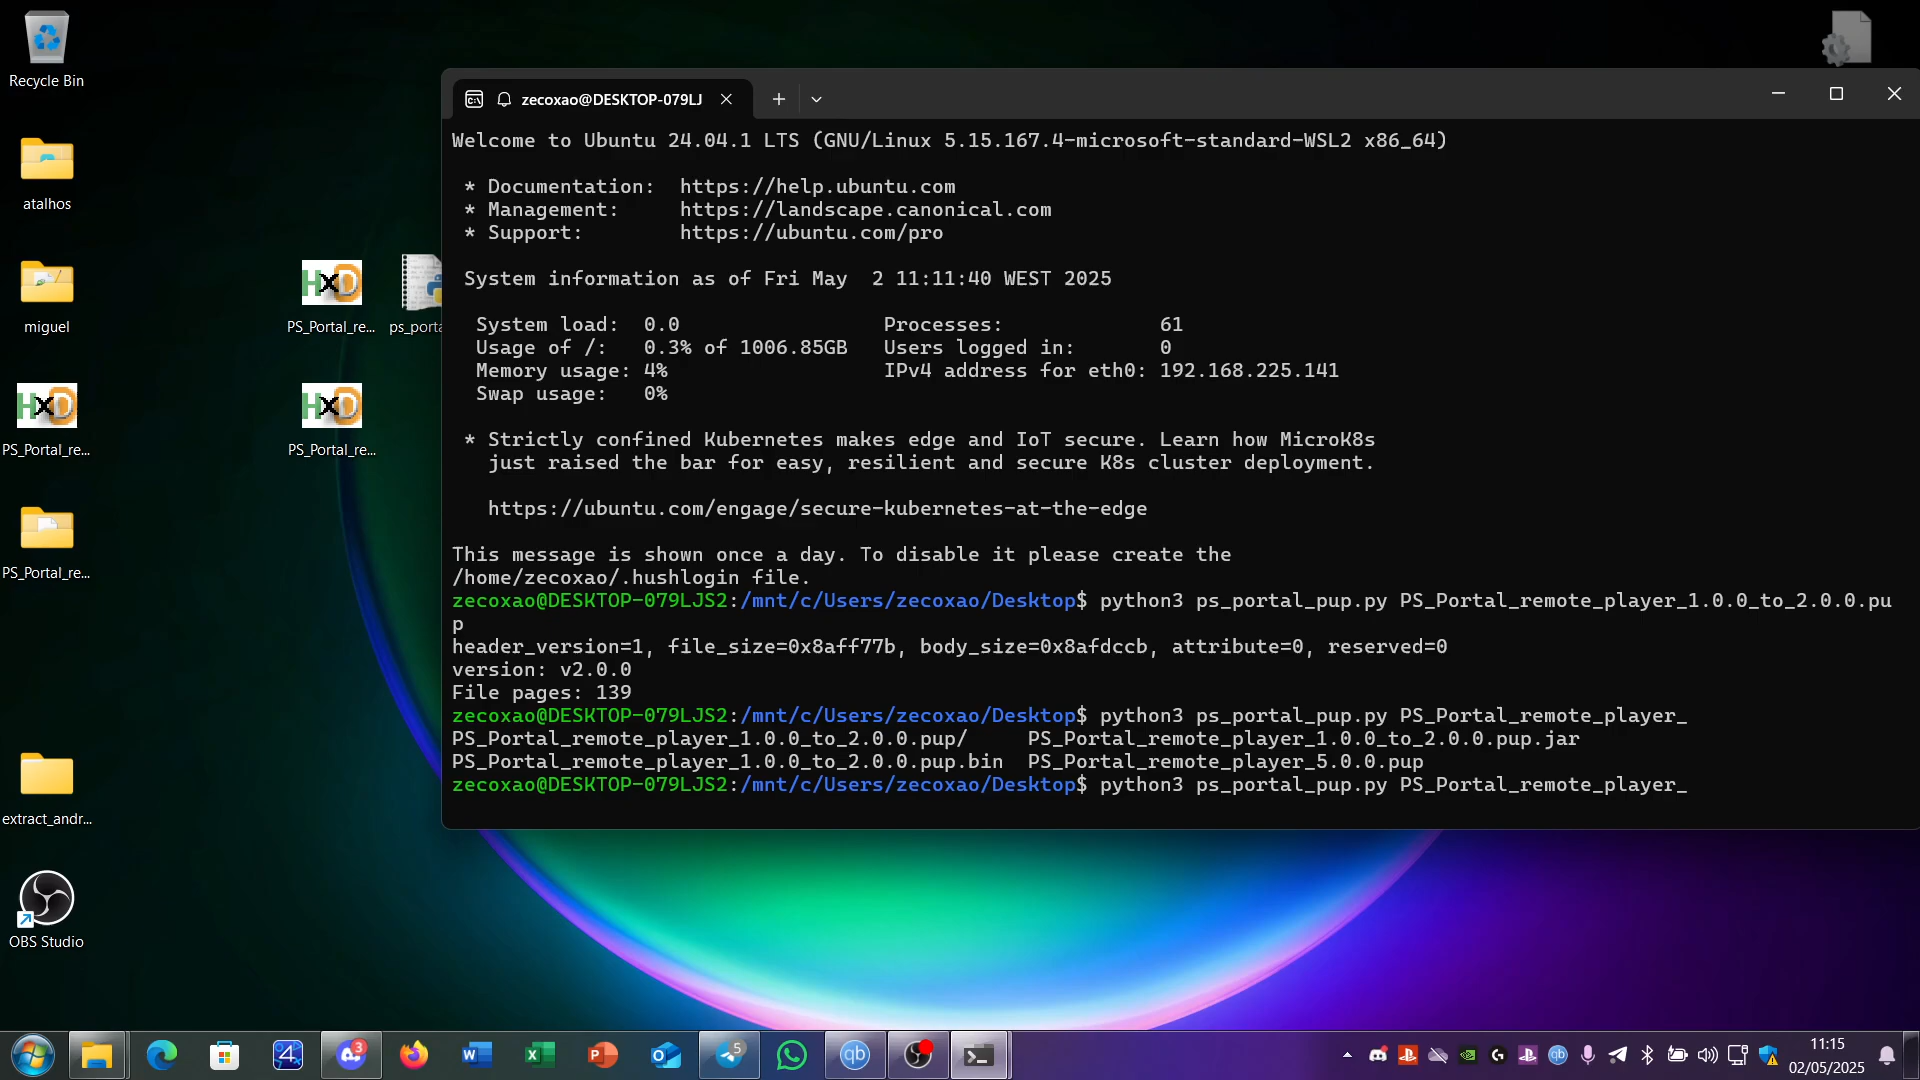 Recycle Bin
atalhos
miguel
PS_Portal_re...
PS_Portal_re...
extract_andr...
OBS Studio
HxD
PS_Portal_re...
ps_porta
HxD
PS_Portal_re...
HxD
zecoxao@DESKTOP-079LJ
Welcome to Ubuntu 24.04.1 LTS (GNU/Linux 5.15.167.4-microsoft-standard-WSL2 x86_64)
* Documentation:  https://help.ubuntu.com
* Management:     https://landscape.canonical.com
* Support:        https://ubuntu.com/pro
System information as of Fri May  2 11:11:40 WEST 2025
System load:  0.0                 Processes:             61
Usage of /:   0.3% of 1006.85GB   Users logged in:       0
Memory usage: 4%                  IPv4 address for eth0: 192.168.225.141
Swap usage:   0%
* Strictly confined Kubernetes makes edge and IoT secure. Learn how MicroK8s
just raised the bar for easy, resilient and secure K8s cluster deployment.
https://ubuntu.com/engage/secure-kubernetes-at-the-edge
This message is shown once a day. To disable it please create the
/home/zecoxao/.hushlogin file.
zecoxao@DESKTOP-079LJS2:/mnt/c/Users/zecoxao/Desktop$ python3 ps_portal_pup.py PS_Portal_remote_player_1.0.0_to_2.0.0.pu
p
header_version=1, file_size=0x8aff77b, body_size=0x8afdccb, attribute=0, reserved=0
version: v2.0.0
File pages: 139
zecoxao@DESKTOP-079LJS2:/mnt/c/Users/zecoxao/Desktop$ python3 ps_portal_pup.py PS_Portal_remote_player_
PS_Portal_remote_player_1.0.0_to_2.0.0.pup/     PS_Portal_remote_player_1.0.0_to_2.0.0.pup.jar
PS_Portal_remote_player_1.0.0_to_2.0.0.pup.bin  PS_Portal_remote_player_5.0.0.pup
zecoxao@DESKTOP-079LJS2:/mnt/c/Users/zecoxao/Desktop$ python3 ps_portal_pup.py PS_Portal_remote_player_
4
3
W
X
P
O
5
qb
qb
11:15
02/05/2025